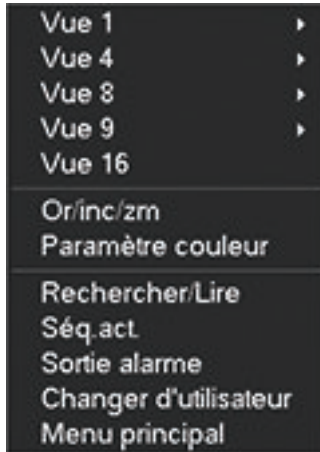 Vue 1
Vue 4
Vue 8
Vue 9
Vue 16
Or/inc/zm
Paramètre couleur
Rechercher/Lire
Séq.act.
Sortie alarme
Changer d'utilisateur
Menu principal